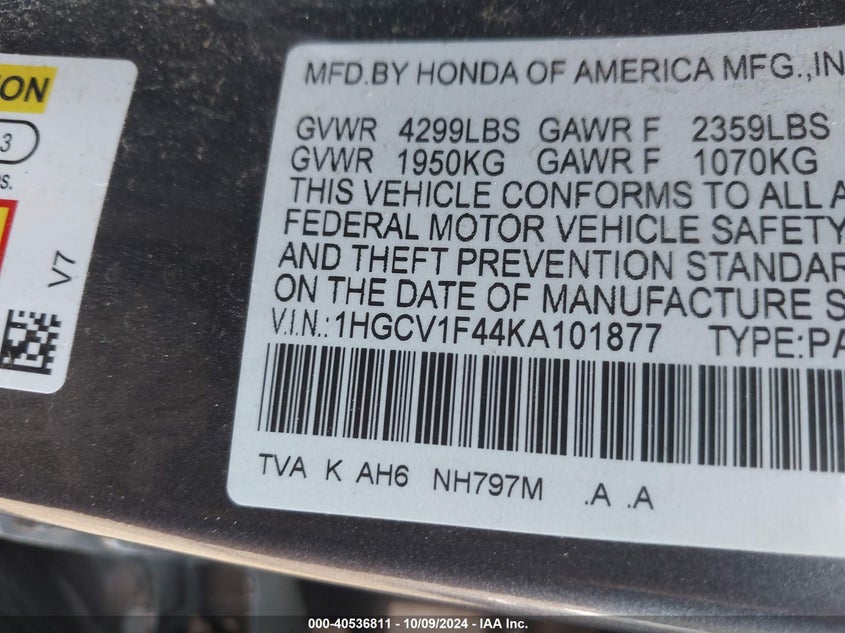 ION
3
s.
V7
MFD.BY HONDA OF AMERICA MFG.,IN
GVWR 4299LBS GAWR F 2359LBS
GVWR 1950KG GAWR F 1070KG
THIS VEHICLE CONFORMS TO ALL A
FEDERAL MOTOR VEHICLE SAFETY
AND THEFT PREVENTION STANDAR
ON THE DATE OF MANUFACTURE S
V.I.N.:1HGCV1F44KA101877 TYPE:PA
TVA K AH6 NH797M .A .A
000-40536811 - 10/09/2024 - IAA Inc.